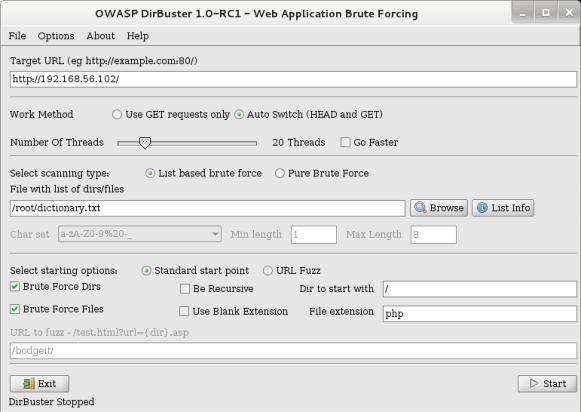 OWASP DirBuster 1.0-RC1 - Web Application Brute Forcing
File Options About Help
Target URL (eg http://example.com:80/)
http://192.168.56.102/
Work Method Use GET requests only Auto Switch (HEAD and GET)
Number Of Threads 20 Threads Go Faster
Select scanning type: List based brute force Pure Brute Force
File with list of dirs/files
/root/dictionary.txt Browse List Info
Char set a-zA-Z0-9%20-_ Min length 1 Max Length 8
Select starting options: Standard start point URL Fuzz
Brute Force Dirs Be Recursive Dir to start with /
Brute Force Files Use Blank Extension File extension php
URL to fuzz - /test.html?url={dir}.asp
/bodgeit/
Exit Start
DirBuster Stopped